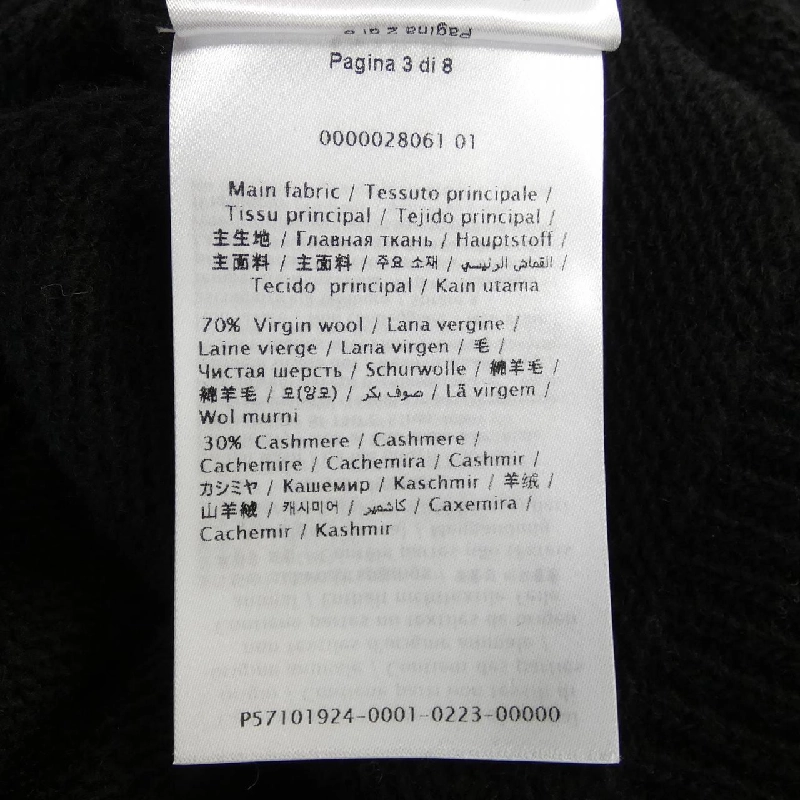 Pagina 3 di 8
0000028061 01
Main fabric / Tessuto principale /
Tissu principal / Tejido principal /
主生地 / Главная ткань / Hauptstoff /
主面料 / 主面料 / 주요 소재 / القماش الرئيسي /
Tecido principal / Kain utama
70% Virgin wool / Lana vergine /
Laine vierge / Lana virgen / 毛 /
Чистая шерсть / Schurwolle / 綿羊毛 /
綿羊毛 / 모(양모) / صوف بكر / Lã virgem /
Wol murni
30% Cashmere / Cashmere /
Cachemire / Cachemira / Cashmir /
カシミヤ / Кашемир / Kaschmir / 羊绒 /
山羊絨 / 캐시미어 / كاشمير / Caxemira /
Cachemir / Kashmir
P57101924-0001-0223-00000